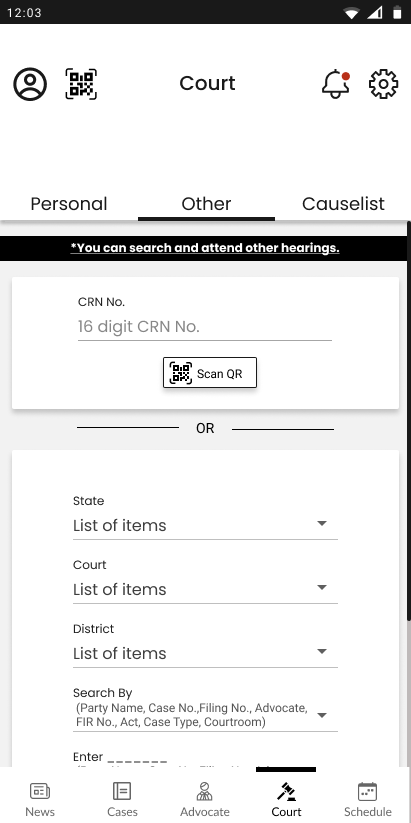 12:03
Court
Personal
Other
Causelist
*You can search and attend other hearings.
CRN No.
16 digit CRN No.
Scan QR
OR
State
List of items
Court
List of items
District
List of items
Search By
(Party Name, Case No.,Filing No., Advocate,
FIR No., Act, Case Type, Courtroom)
Enter _______
News
Cases
Advocate
Court
Schedule